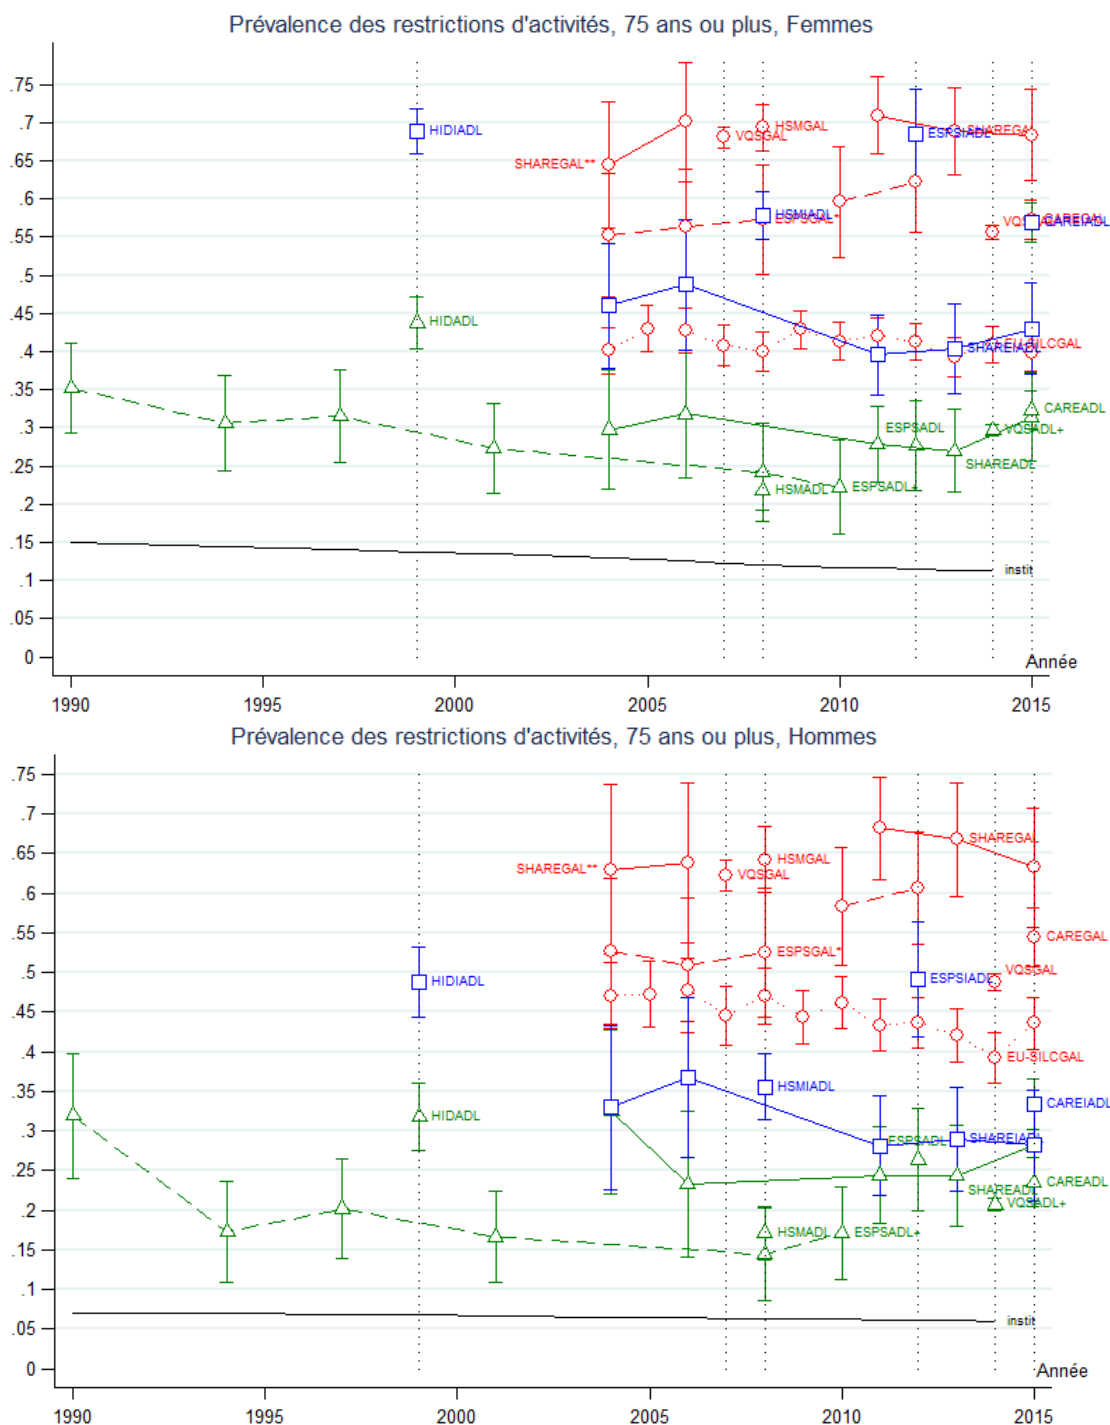 Prévalence des restrictions d'activités, 75 ans ou plus, Femmes
.75
.7
.65
.6
.55
.5
.45
.4
.35
.3
.25
.2
.15
.1
.05
0
HIDIADL
HIDADL
SHAREGAL**
VQSGAL
HSMGAL
HSMIADL
ESPSGAL*
ESPSIADL
SHAREGAL
VQSGAL
CAREGAL
CAREIADL
EU-SILCGAL
SHAREIADL
CAREADL
ESPSADL
VQSADL+
SHAREADL
HSMADL
ESPSADL+
instit
Année
1990 1995 2000 2005 2010 2015
Prévalence des restrictions d'activités, 75 ans ou plus, Hommes
.75
.7
.65
.6
.55
.5
.45
.4
.35
.3
.25
.2
.15
.1
.05
0
SHAREGAL
SHAREGAL**
VQSGAL
HSMGAL
CAREGAL
ESPSGAL*
HIDIADL
ESPSIADL
VQSGAL
EU-SILCGAL
HSMIADL
CAREIADL
HIDADL
ESPSADL
SHAREIADL
SHAREADL
CAREADL
VQSADL+
HSMADL
ESPSADL+
instit
Année
1990 1995 2000 2005 2010 2015